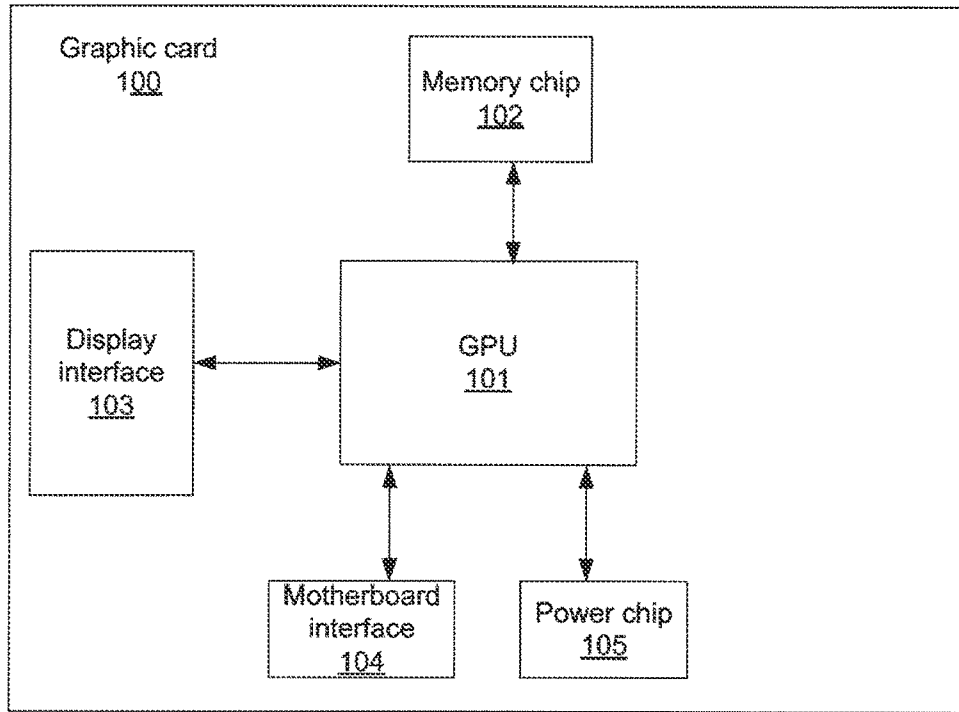 Graphic card
100
Memory chip
102
Display
interface
103
GPU
101
Motherboard
interface
104
Power chip
105